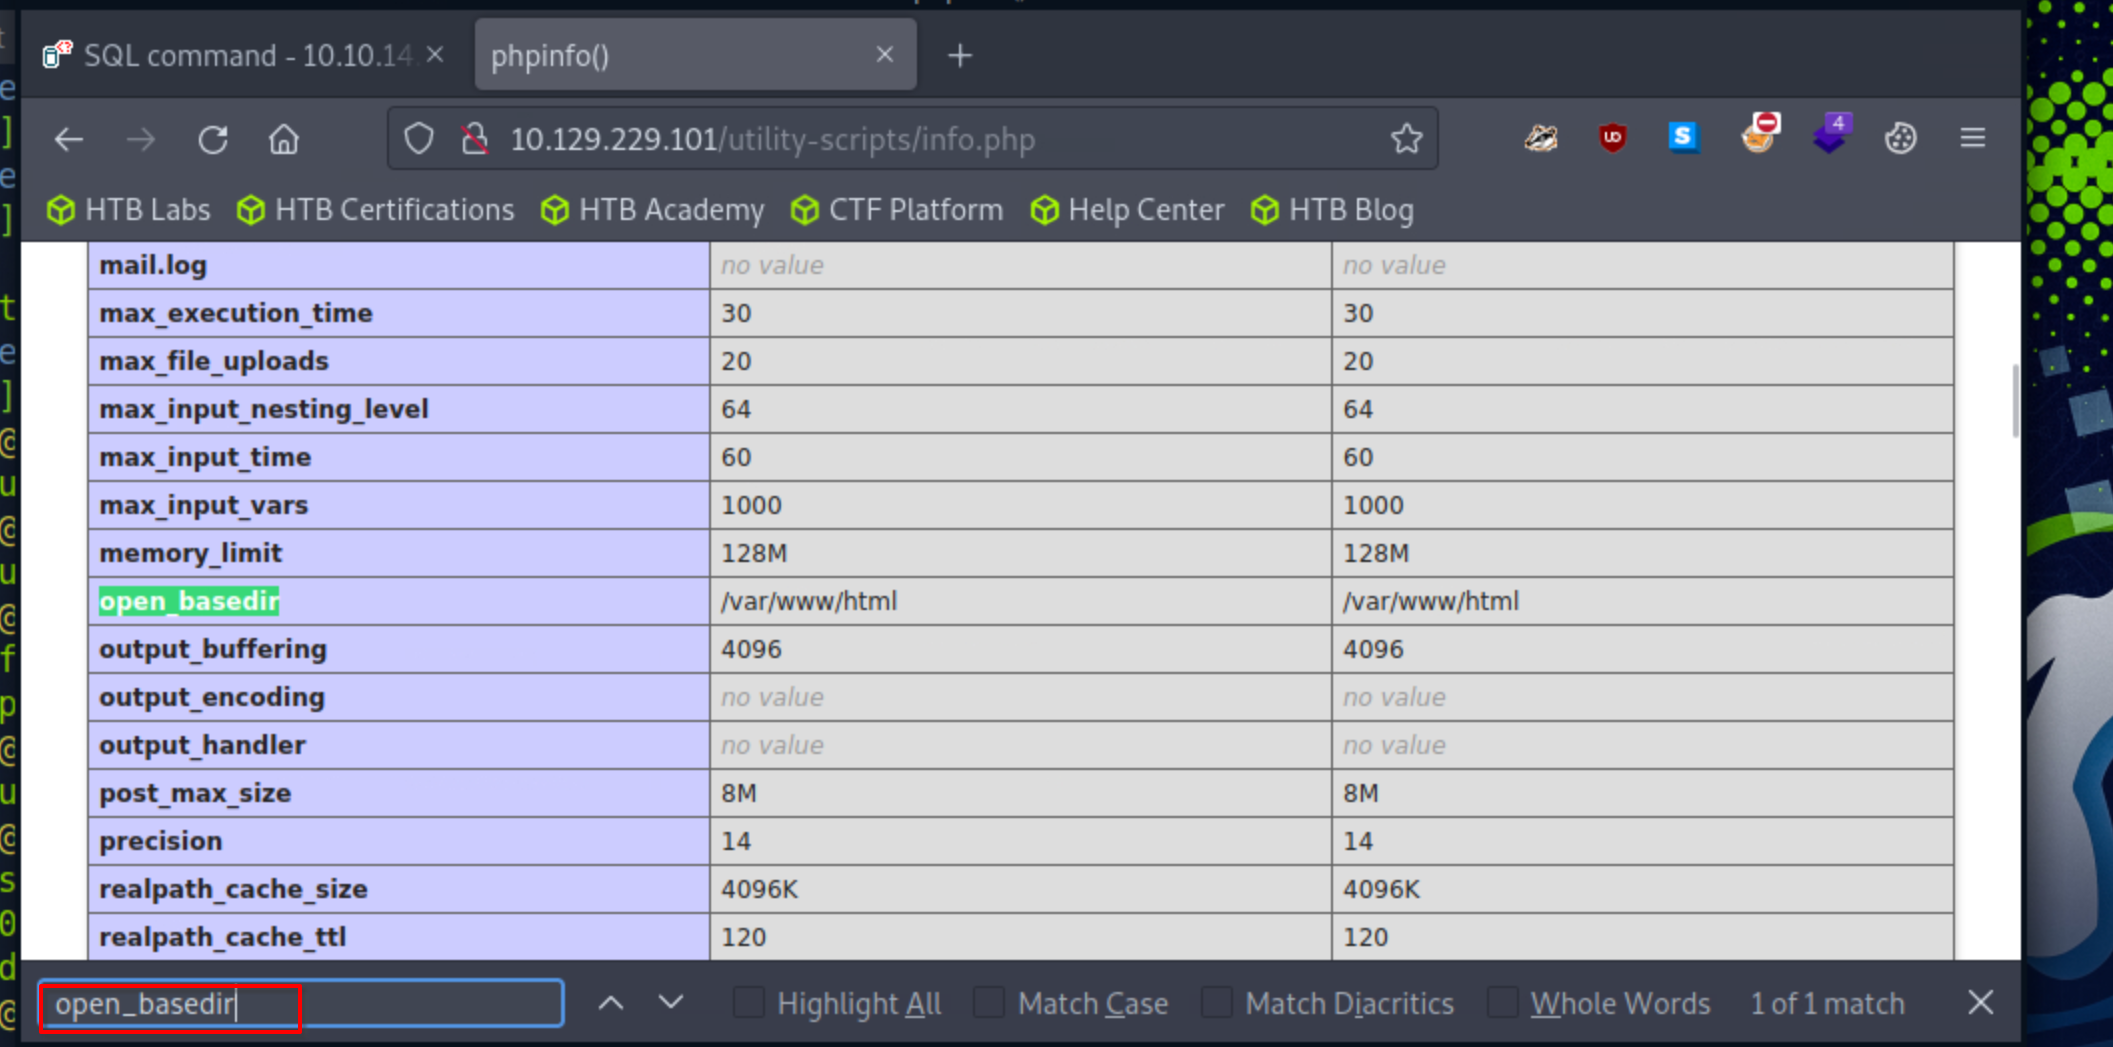 SQL command - 10.10.14
phpinfo()
10.129.229.101/utility-scripts/info.php
4
HTB Labs HTB Certifications HTB Academy CTF Platform Help Center HTB Blog
mail.log no value no value
max_execution_time 30 30
max_file_uploads 20 20
max_input_nesting_level 64 64
max_input_time 60 60
max_input_vars 1000 1000
memory_limit 128M 128M
open_basedir /var/www/html /var/www/html
output_buffering 4096 4096
output_encoding no value no value
output_handler no value no value
post_max_size 8M 8M
precision 14 14
realpath_cache_size 4096K 4096K
realpath_cache_ttl 120 120
open_basedir Highlight All Match Case Match Diacritics Whole Words 1 of 1 match